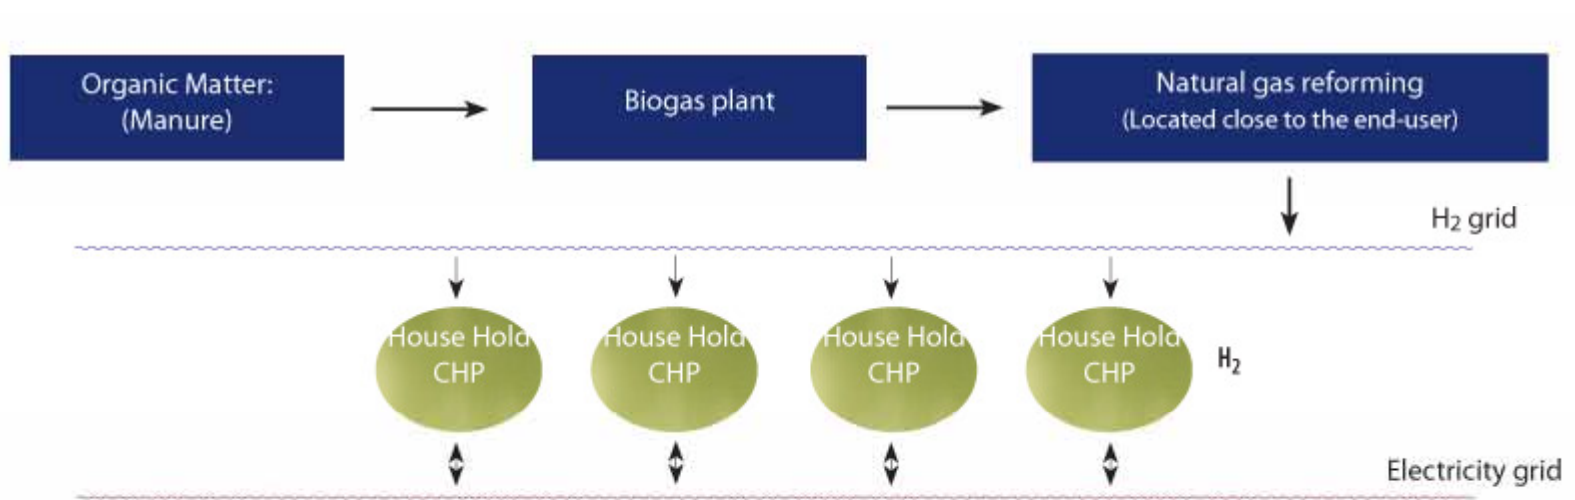 Organic Matter:
(Manure)
Biogas plant
Natural gas reforming
(Located close to the end-user)
H₂ grid
House Hold
CHP
House Hold
CHP
House Hold
CHP
House Hold
CHP
H₂
Electricity grid